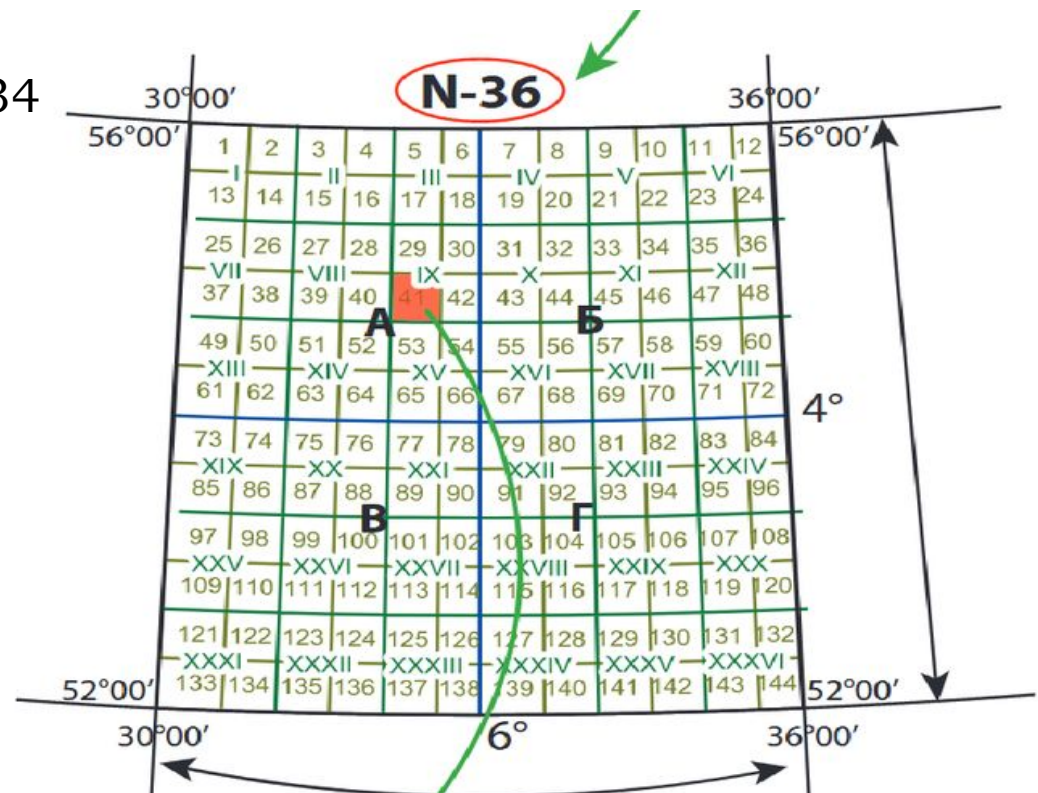 34
N-36
30°00′ 36°00′
56°00′ 56°00′
1 2 3 4 5 6 7 8 9 10 11 12
I II III IV V VI
13 14 15 16 17 18 19 20 21 22 23 24
25 26 27 28 29 30 31 32 33 34 35 36
VII VIII IX X XI XII
37 38 39 40 41 42 43 44 45 46 47 48
А Б
49 50 51 52 53 54 55 56 57 58 59 60
XIII XIV XV XVI XVII XVIII
61 62 63 64 65 66 67 68 69 70 71 72
4°
73 74 75 76 77 78 79 80 81 82 83 84
XIX XX XXI XXII XXIII XXIV
85 86 87 88 89 90 91 92 93 94 95 96
В Г
97 98 99 100 101 102 103 104 105 106 107 108
XXV XXVI XXVII XXVIII XXIX XXX
109 110 111 112 113 114 115 116 117 118 119 120
121 122 123 124 125 126 127 128 129 130 131 132
XXXI XXXII XXXIII XXXIV XXXV XXXVI
133 134 135 136 137 138 139 140 141 142 143 144
52°00′ 52°00′
30°00′ 6° 36°00′